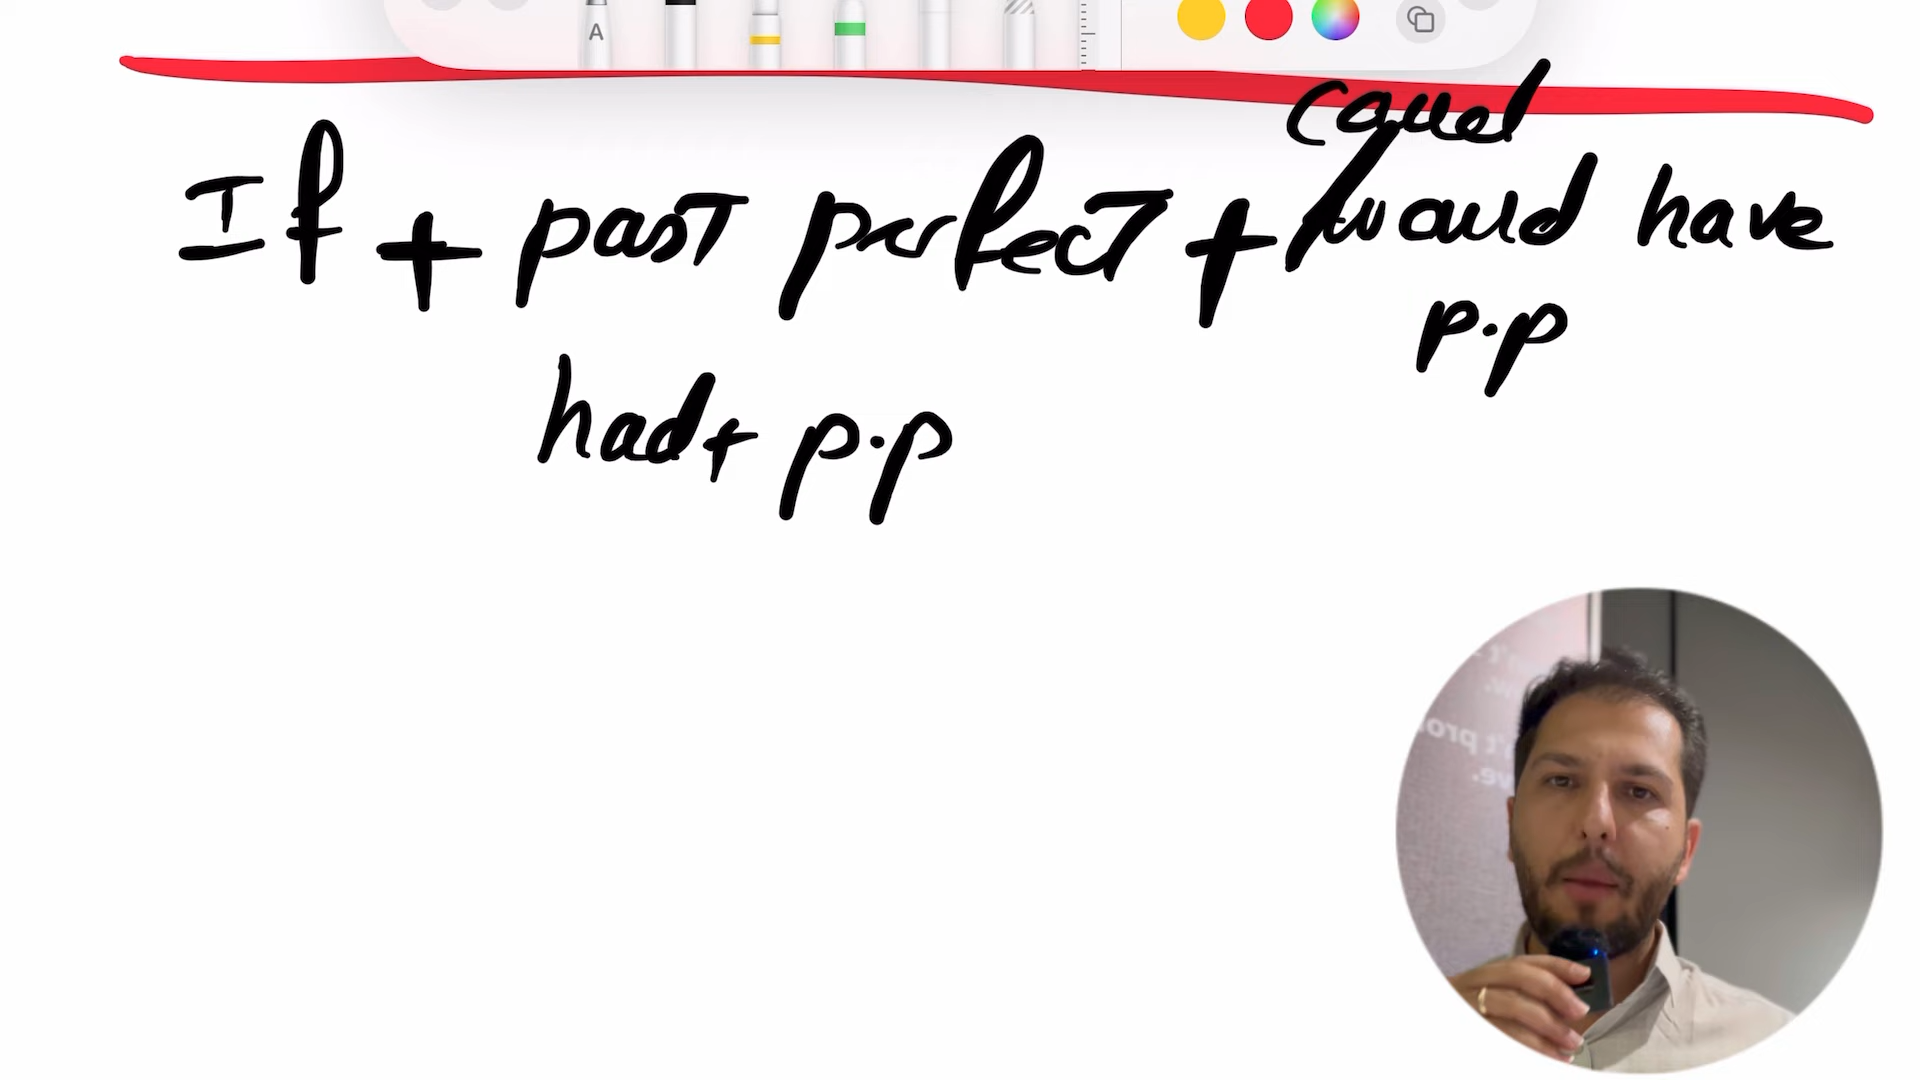 A
could
If + past perfect + / would have
p.p
had + p.p